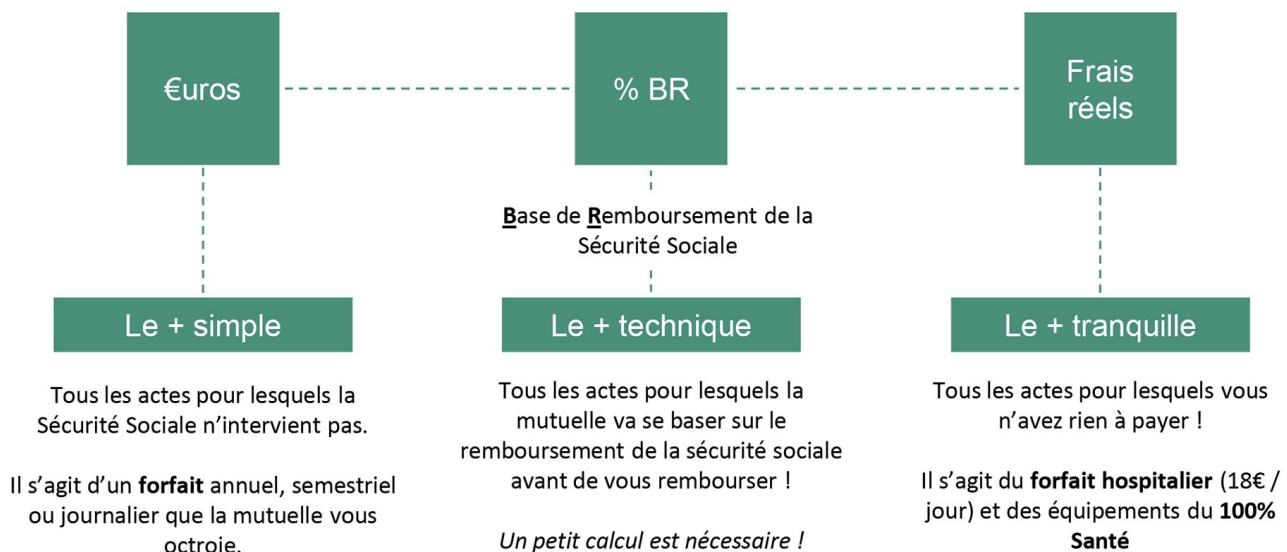 €uros
% BR
Frais
réels
Base de Remboursement de la
Sécurité Sociale
Le + simple
Le + technique
Le + tranquille
Tous les actes pour lesquels la
Sécurité Sociale n’intervient pas.
Il s’agit d’un forfait annuel, semestriel
ou journalier que la mutuelle vous
octroie.
Tous les actes pour lesquels la
mutuelle va se baser sur le
remboursement de la sécurité sociale
avant de vous rembourser !
Un petit calcul est nécessaire !
Tous les actes pour lesquels vous
n’avez rien à payer !
Il s’agit du forfait hospitalier (18€ /
jour) et des équipements du 100%
Santé